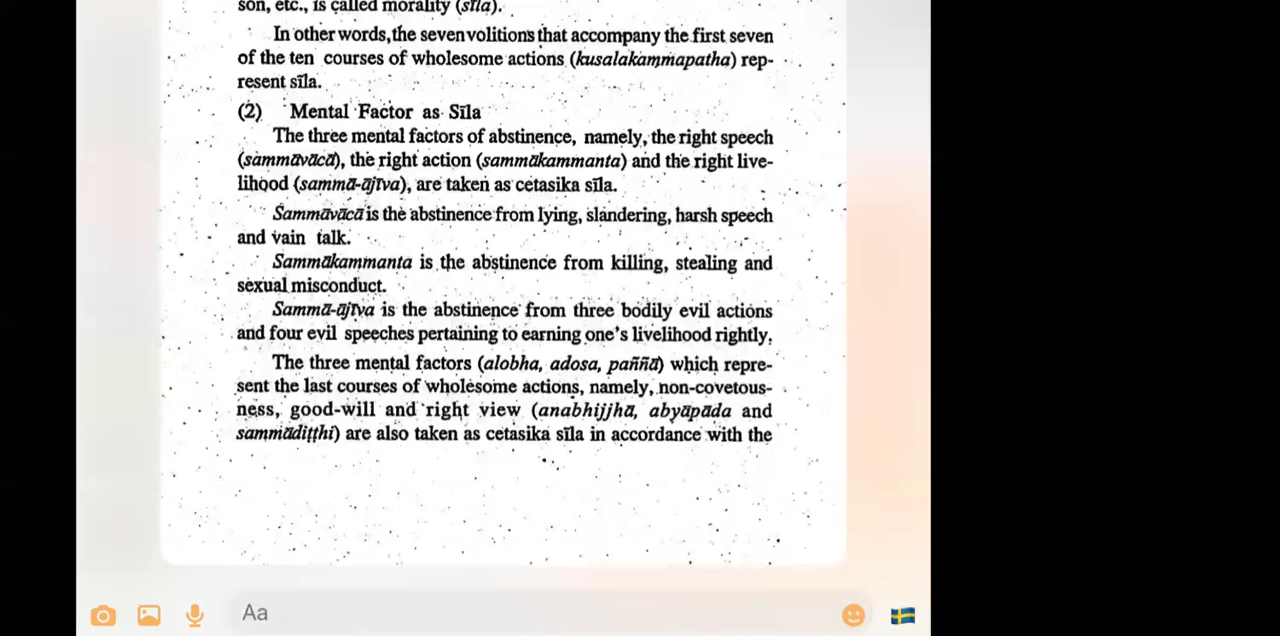 son, etc., is called morality (sīla).
In other words, the seven volitions that accompany the first seven
of the ten courses of wholesome actions (kusalakammapatha) rep-
resent sīla.
(2) Mental Factor as Sīla
The three mental factors of abstinence, namely, the right speech
(sammāvācā), the right action (sammākammanta) and the right live-
lihood (sammā-ājīva), are taken as cetasika sīla.
Sammāvācā is the abstinence from lying, slandering, harsh speech
and vain talk.
Sammākammanta is the abstinence from killing, stealing and
sexual misconduct.
Sammā-ājīva is the abstinence from three bodily evil actions
and four evil speeches pertaining to earning one's livelihood rightly.
The three mental factors (alobha, adosa, paññā) which repre-
sent the last courses of wholesome actions, namely, non-covetous-
ness, good-will and right view (anabhijjhā, abyāpāda and
sammādiṭṭhi) are also taken as cetasika sīla in accordance with the
Aa